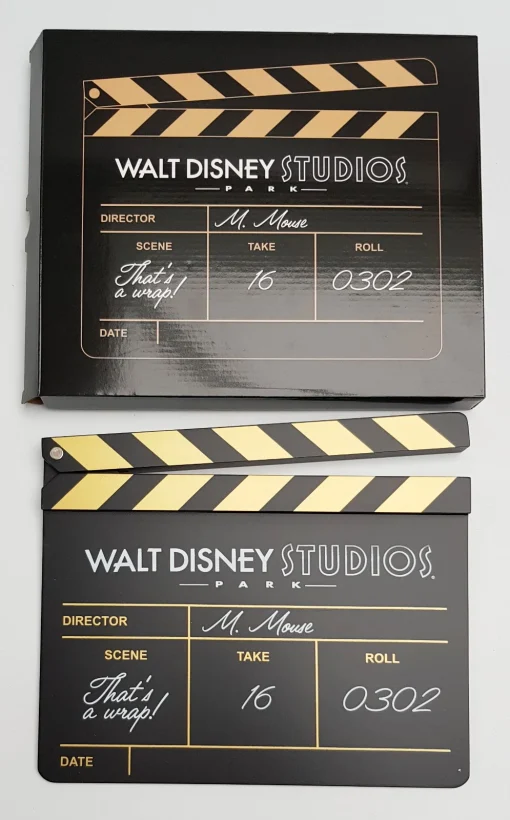 WALT DISNEY STUDIOS
PARK
DIRECTOR M. Mouse
SCENE TAKE ROLL
That's
a wrap! 16 0302
DATE
WALT DISNEY STUDIOS
PARK
DIRECTOR M. Mouse
SCENE TAKE ROLL
That's
a wrap! 16 0302
DATE